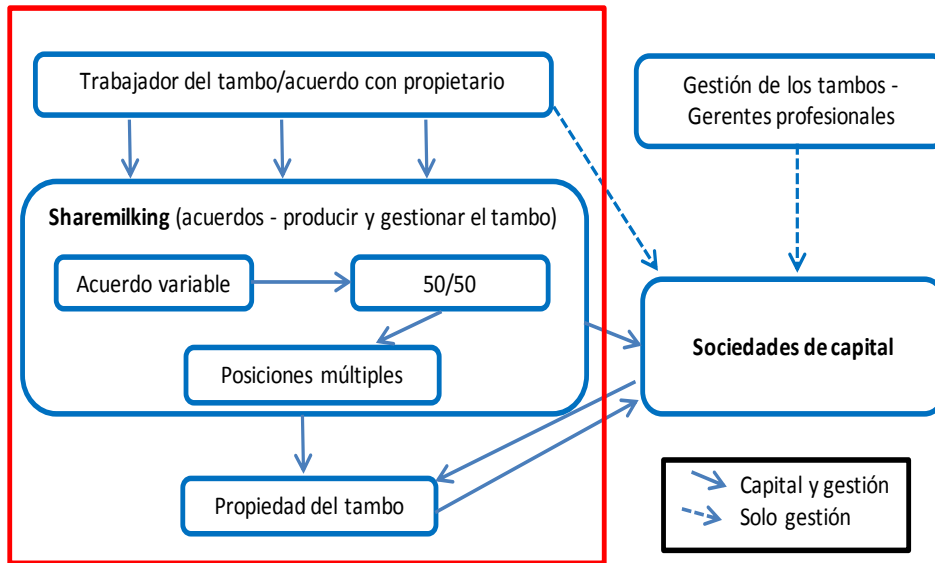 Trabajador del tambo/acuerdo con propietario
Gestión de los tambos -
Gerentes profesionales
Sharemilking (acuerdos - producir y gestionar el tambo)
Acuerdo variable
50/50
Posiciones múltiples
Sociedades de capital
Propiedad del tambo
Capital y gestión
Solo gestión